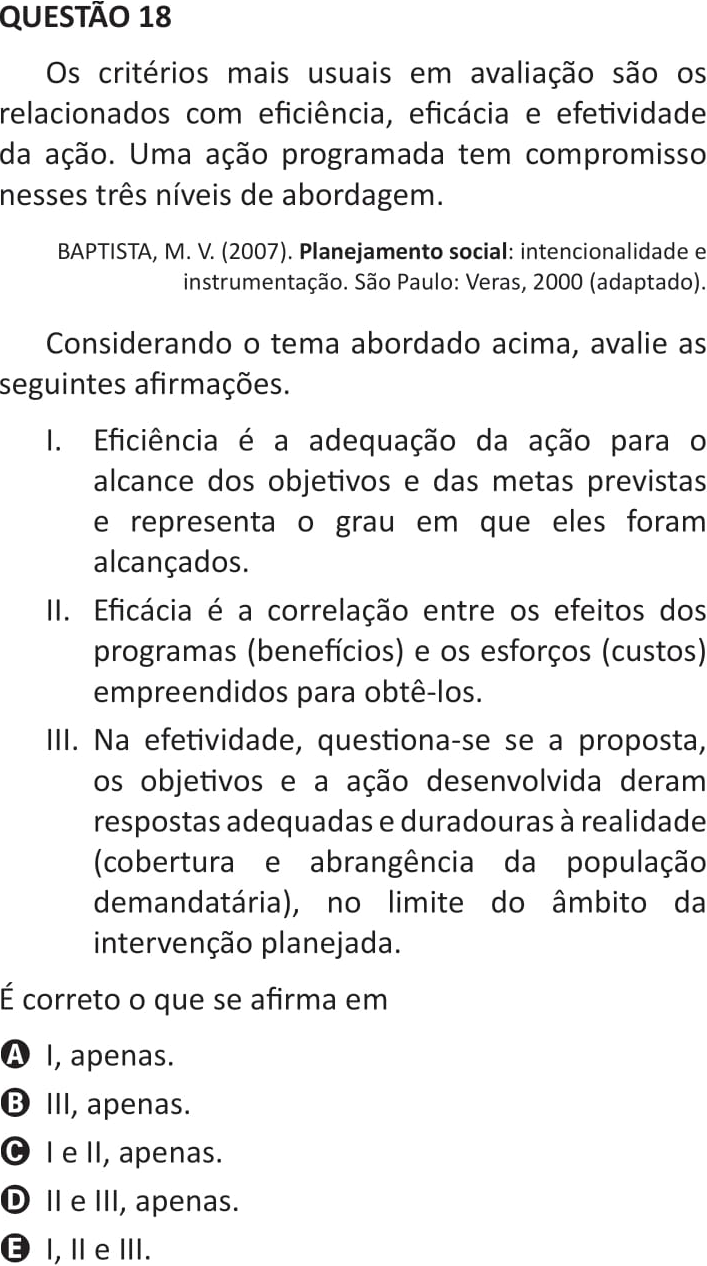 QUESTÃO 18
Os critérios mais usuais em avaliação são os
relacionados com eficiência, eficácia e efetividade
da ação. Uma ação programada tem compromisso
nesses três níveis de abordagem.
BAPTISTA, M. V. (2007). Planejamento social: intencionalidade e
instrumentação. São Paulo: Veras, 2000 (adaptado).
Considerando o tema abordado acima, avalie as
seguintes afirmações.
I. Eficiência é a adequação da ação para o
alcance dos objetivos e das metas previstas
e representa o grau em que eles foram
alcançados.
II. Eficácia é a correlação entre os efeitos dos
programas (benefícios) e os esforços (custos)
empreendidos para obtê-los.
III. Na efetividade, questiona-se se a proposta,
os objetivos e a ação desenvolvida deram
respostas adequadas e duradouras à realidade
(cobertura e abrangência da população
demandatária), no limite do âmbito da
intervenção planejada.
É correto o que se afirma em
A I, apenas.
B III, apenas.
C I e II, apenas.
D II e III, apenas.
E I, II e III.